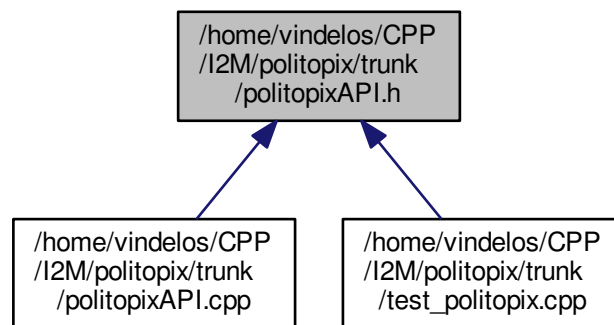 /home/vindelos/CPP
/I2M/politopix/trunk
/politopixAPI.h
/home/vindelos/CPP
/I2M/politopix/trunk
/politopixAPI.cpp
/home/vindelos/CPP
/I2M/politopix/trunk
/test_politopix.cpp